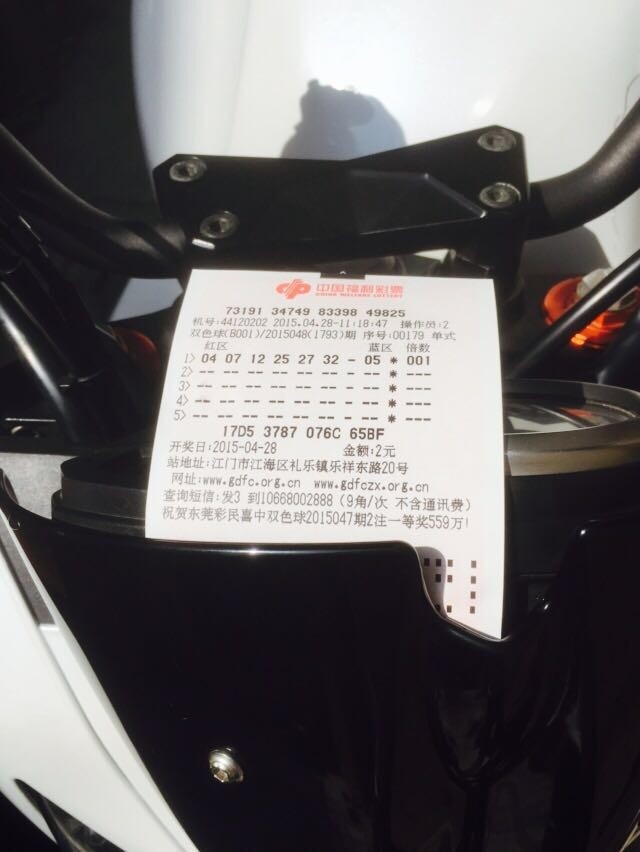 中国福利彩票
CHINA WELFARE LOTTERY
73191 34749 83398 49825
机号:44120202 2015.04.28-11:18:47 操作员:2
双色球(B001)/2015048(1793)期 序号:00179 单式
红区 蓝区 倍数
1> 04 07 12 25 27 32 - 05 * 001
2> -- -- -- -- -- -- -- * ---
3> -- -- -- -- -- -- -- * ---
4> -- -- -- -- -- -- -- * ---
5> -- -- -- -- -- -- -- * ---
17D5 3787 076C 65BF
开奖日:2015-04-28 金额:2元
站地址:江门市江海区礼乐镇乐祥东路20号
网址:www.gdfc.org.cn www.gdfczx.org.cn
查询短信:发3 到10668002888 (9角/次 不含通讯费)
祝贺东莞彩民喜中双色球2015047期2注一等奖559万!